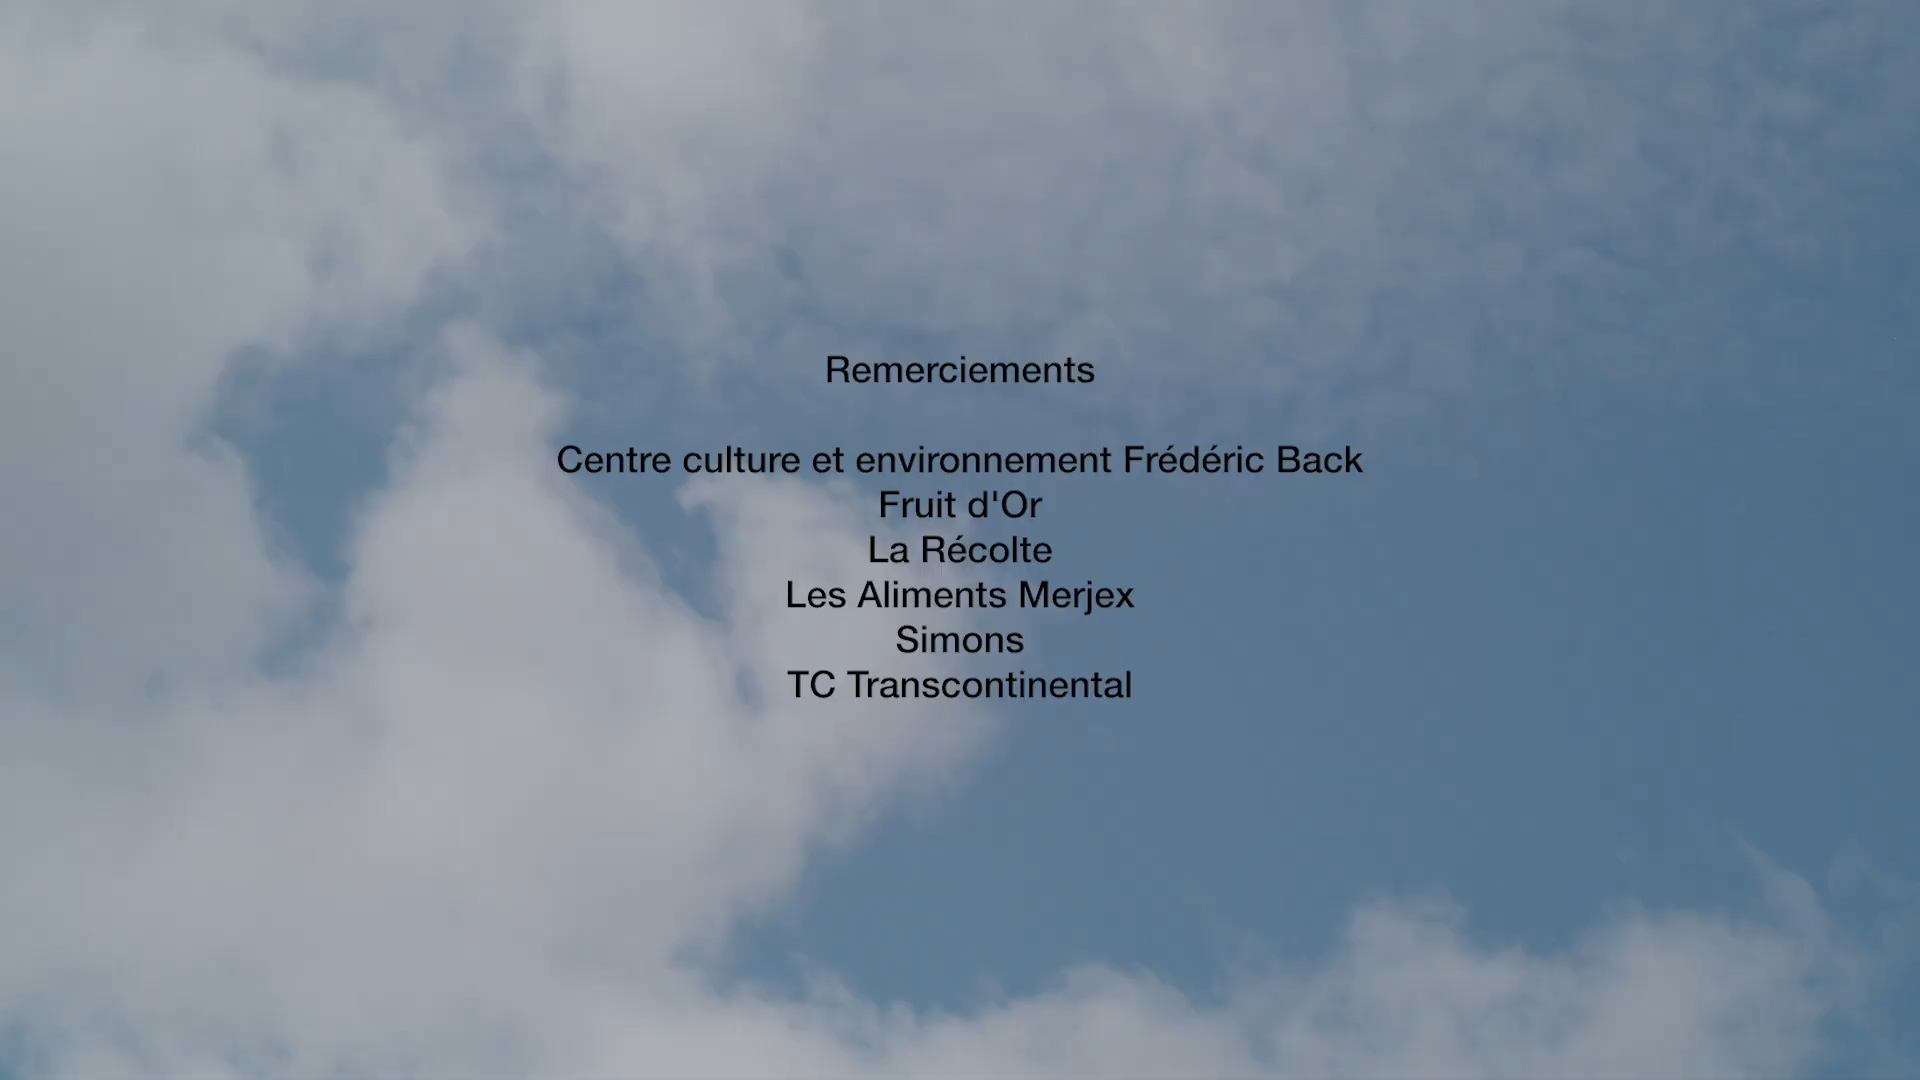 Remerciements
Centre culture et environnement Frédéric Back
Fruit d'Or
La Récolte
Les Aliments Merjex
Simons
TC Transcontinental